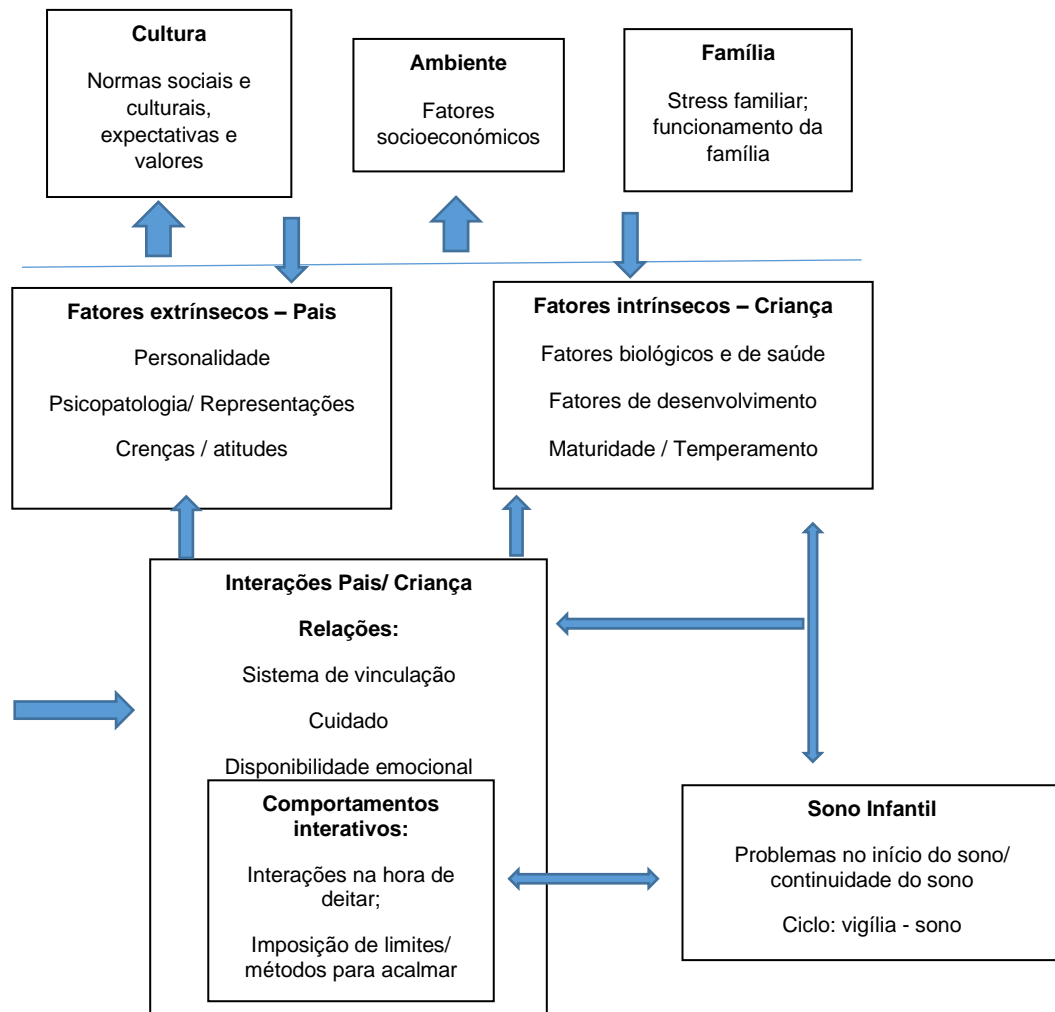 Cultura
Normas sociais e
culturais,
expectativas e
valores
Ambiente
Fatores
socioeconómicos
Família
Stress familiar;
funcionamento da
família
Fatores extrínsecos – Pais
Personalidade
Psicopatologia/ Representações
Crenças / atitudes
Fatores intrínsecos – Criança
Fatores biológicos e de saúde
Fatores de desenvolvimento
Maturidade / Temperamento
Interações Pais/ Criança
Relações:
Sistema de vinculação
Cuidado
Disponibilidade emocional
Comportamentos
interativos:
Interações na hora de
deitar;
Imposição de limites/
métodos para acalmar
Sono Infantil
Problemas no início do sono/
continuidade do sono
Ciclo: vigília - sono